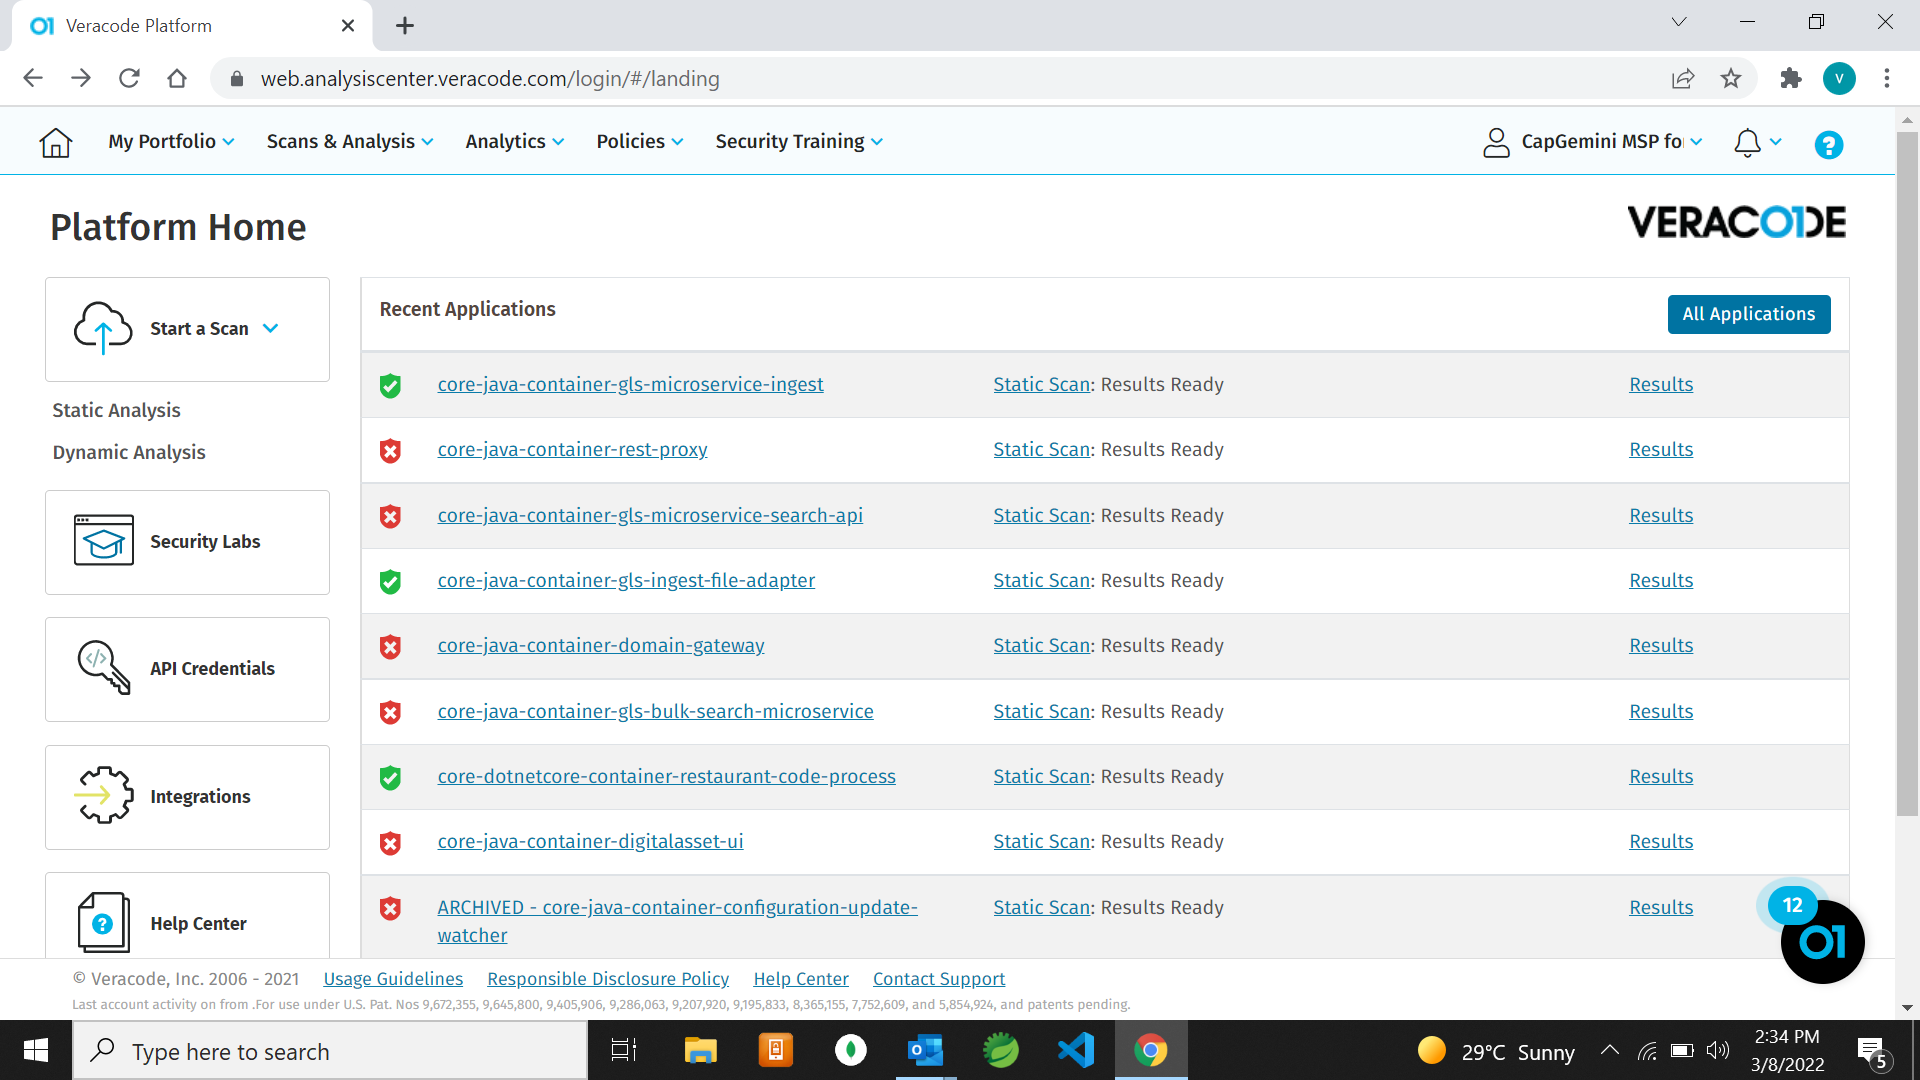 Veracode Platform
web.analysiscenter.veracode.com/login/#/landing
V
My Portfolio
Scans & Analysis
Analytics
Policies
Security Training
CapGemini MSP fo
?
Platform Home
VERACODE
Start a Scan
Static Analysis
Dynamic Analysis
Security Labs
API Credentials
Integrations
Help Center
Recent Applications
All Applications
core-java-container-gls-microservice-ingest Static Scan: Results Ready Results
core-java-container-rest-proxy Static Scan: Results Ready Results
core-java-container-gls-microservice-search-api Static Scan: Results Ready Results
core-java-container-gls-ingest-file-adapter Static Scan: Results Ready Results
core-java-container-domain-gateway Static Scan: Results Ready Results
core-java-container-gls-bulk-search-microservice Static Scan: Results Ready Results
core-dotnetcore-container-restaurant-code-process Static Scan: Results Ready Results
core-java-container-digitalasset-ui Static Scan: Results Ready Results
ARCHIVED - core-java-container-configuration-update- Static Scan: Results Ready Results
watcher
12
01
© Veracode, Inc. 2006 - 2021 Usage Guidelines Responsible Disclosure Policy Help Center Contact Support
Last account activity on from .For use under U.S. Pat. Nos 9,672,355, 9,645,800, 9,405,906, 9,286,063, 9,207,920, 9,195,833, 8,365,155, 7,752,609, and 5,854,924, and patents pending.
Type here to search
29°C Sunny
2:34 PM
3/8/2022
5